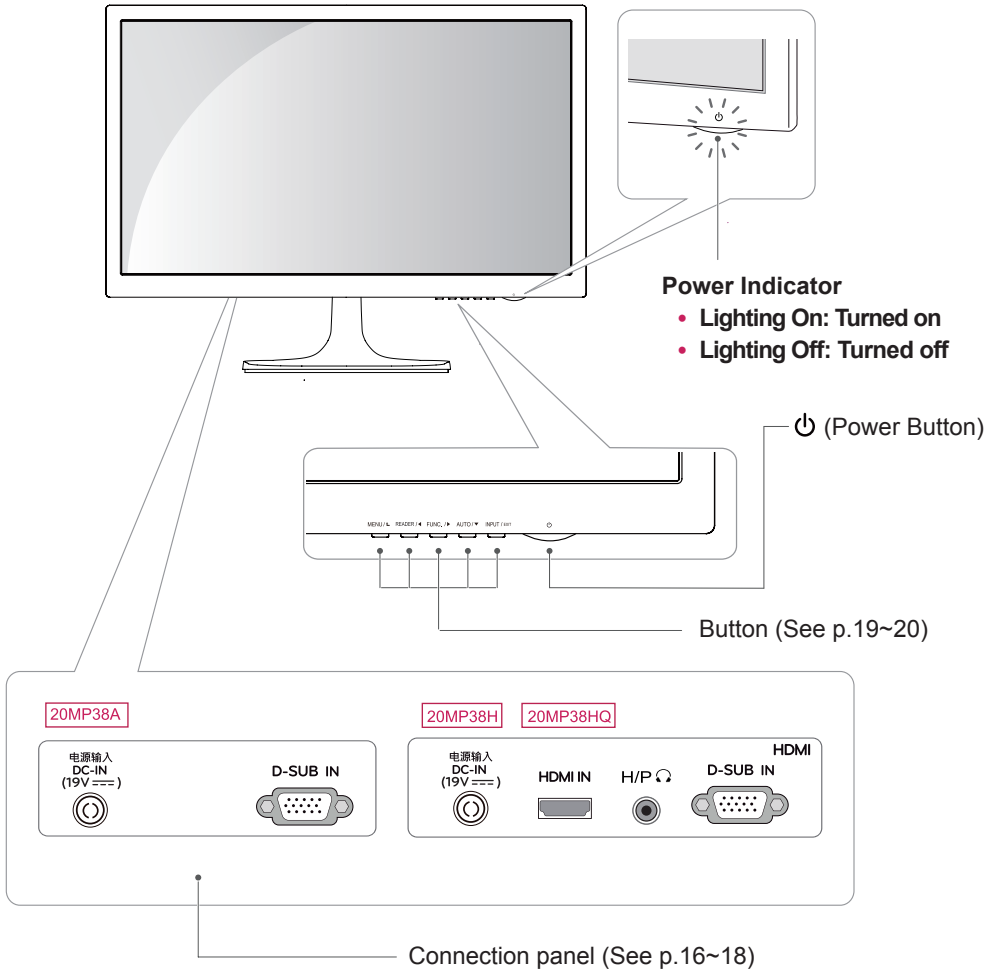 Power Indicator
• Lighting On: Turned on
• Lighting Off: Turned off
(Power Button)
MENU / READER / ◀ FUNC. / ▶ AUTO / ▼ INPUT / EXIT
Button (See p.19~20)
20MP38A
电源输入
DC-IN
(19V ⎓)
D-SUB IN
20MP38H 20MP38HQ
电源输入
DC-IN
(19V ⎓)
HDMI IN
H/P
HDMI
D-SUB IN
Connection panel (See p.16~18)